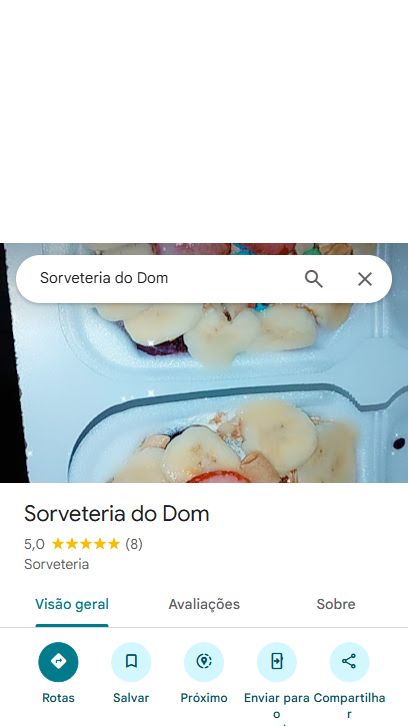 Sorveteria do Dom
Sorveteria do Dom
5,0 ★★★★★ (8)
Sorveteria
Visão geral Avaliações Sobre
Rotas Salvar Próximo Enviar para o Compartilhar